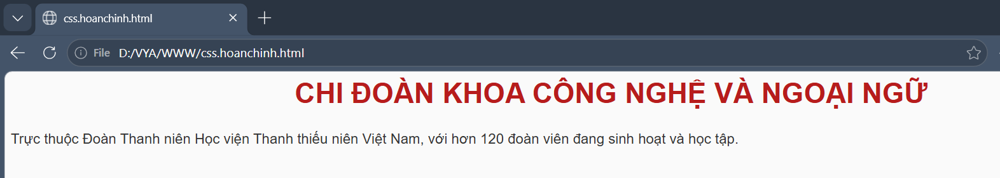 css.hoanchinh.html
File D:/VYA/WWW/css.hoanchinh.html
CHI ĐOÀN KHOA CÔNG NGHỆ VÀ NGOẠI NGỮ
Trực thuộc Đoàn Thanh niên Học viện Thanh thiếu niên Việt Nam, với hơn 120 đoàn viên đang sinh hoạt và học tập.